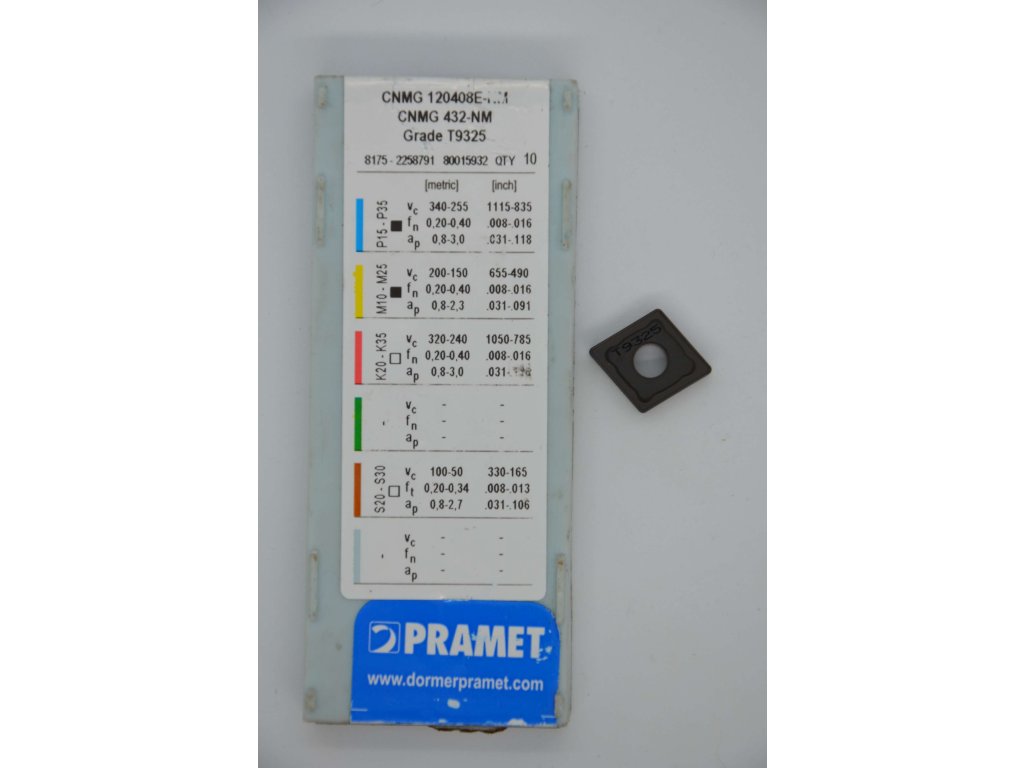 CNMG 120408E-NM
CNMG 432-NM
Grade T9325
8175 - 2258791 80015932 QTY 10
[metric] [inch]
P15 - P35
vc 340-255 1115-835
fn 0,20-0,40 .008-.016
ap 0,8-3,0 .031-.118
M10 - M25
vc 200-150 655-490
fn 0,20-0,40 .008-.016
ap 0,8-2,3 .031-.091
K20 - K35
vc 320-240 1050-785
fn 0,20-0,40 .008-.016
ap 0,8-3,0
-
vc - -
fn - -
ap - -
S20 - S30
vc 100-50 330-165
ft 0,20-0,34 .008-.013
ap 0,8-2,7 .031-.106
-
vc - -
fn - -
ap - -
PRAMET
www.dormerpramet.com
T9325